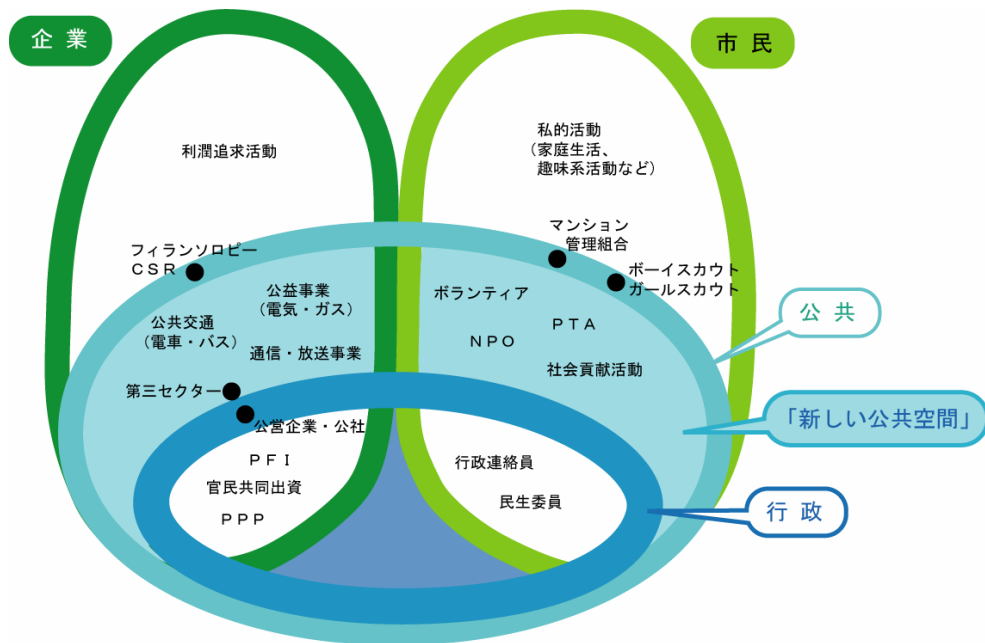 企業
市民
利潤追求活動
私的活動
（家庭生活、
趣味系活動など）
フィランソロピー
ＣＳＲ
マンション
管理組合
ボーイスカウト
ガールスカウト
公益事業
（電気・ガス）
ボランティア
公共交通
（電車・バス）
ＰＴＡ
ＮＰＯ
通信・放送事業
社会貢献活動
公共
第三セクター
公営企業・公社
「新しい公共空間」
ＰＦＩ
官民共同出資
ＰＰＰ
行政連絡員
民生委員
行政